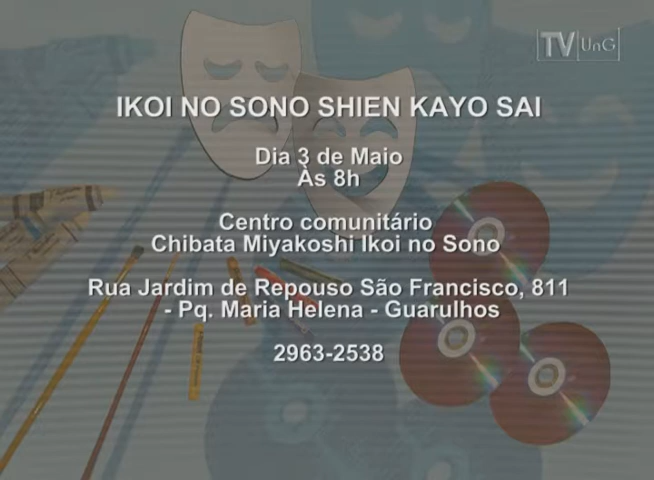 TV UnG
IKOI NO SONO SHIEN KAYO SAI
Dia 3 de Maio
Às 8h
Centro comunitário
Chibata Miyakoshi Ikoi no Sono
Rua Jardim de Repouso São Francisco, 811
- Pq. Maria Helena - Guarulhos
2963-2538